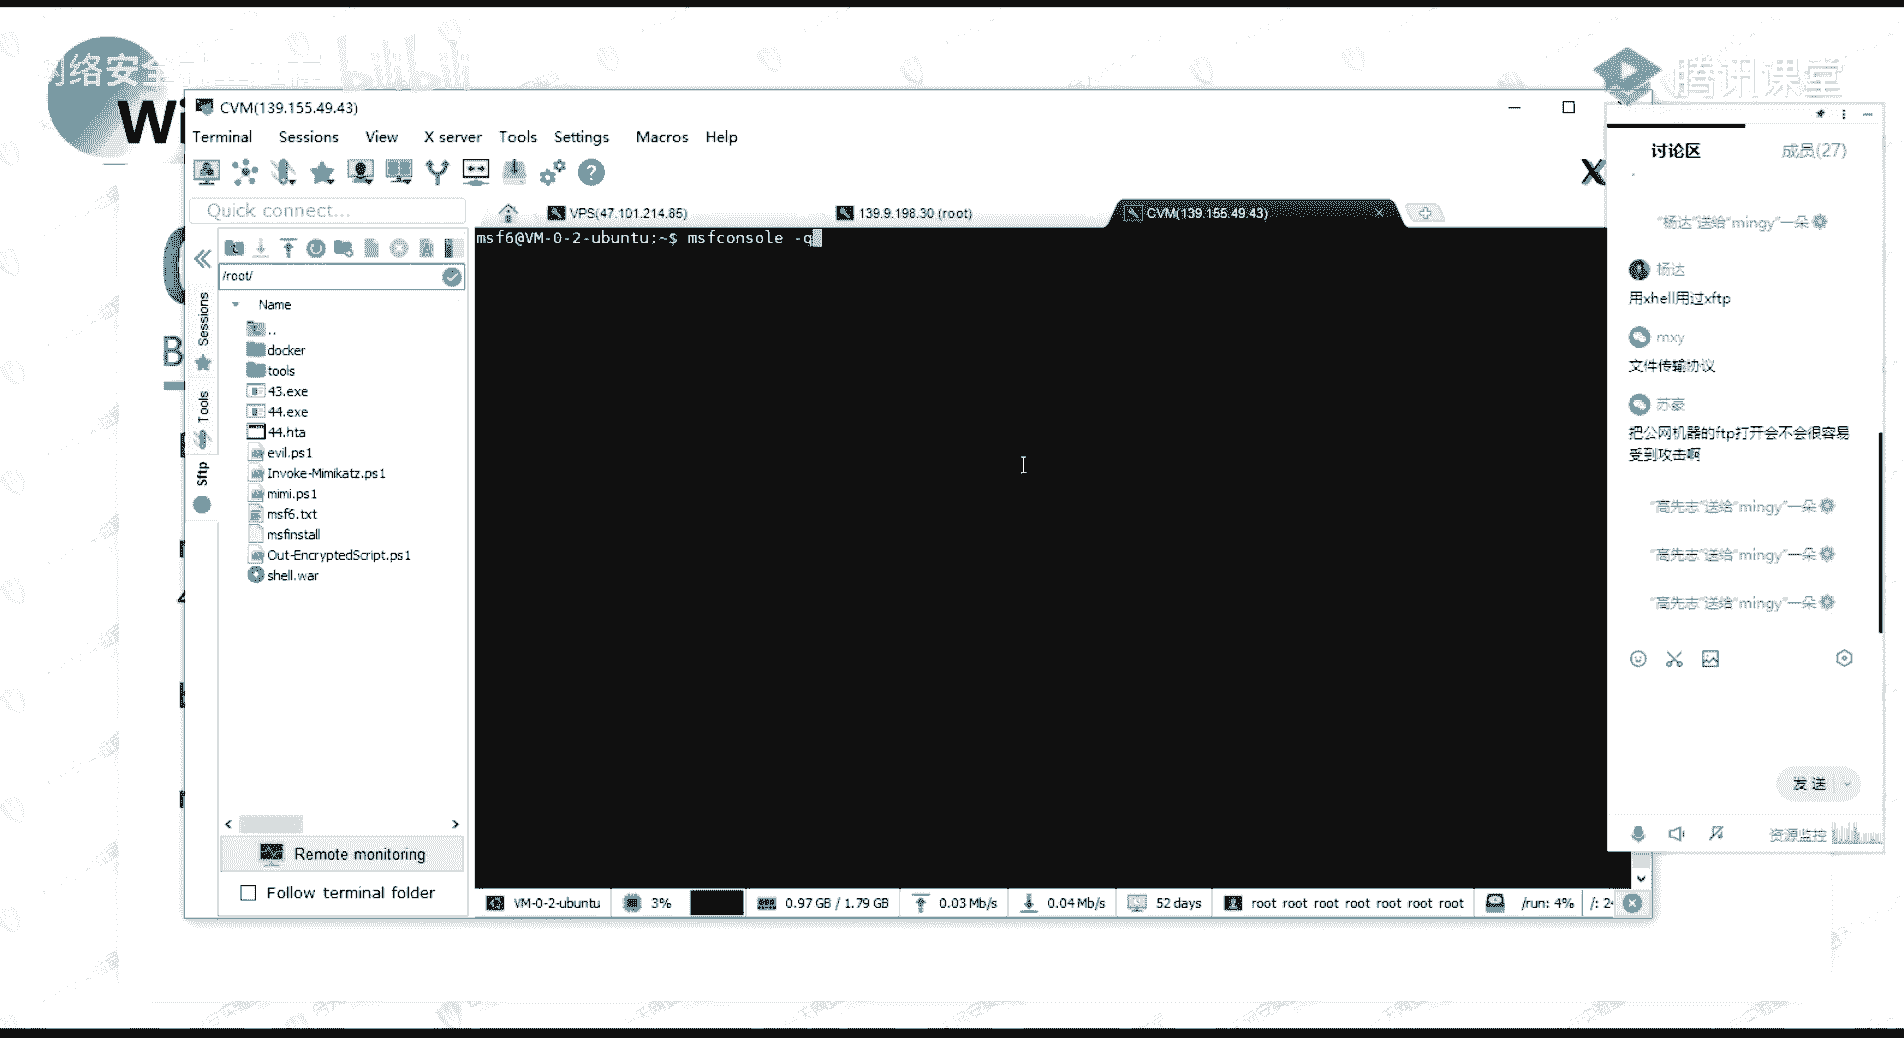 络安全
bilibili
腾讯课堂
Wi
CVM(139.155.49.43)
Terminal Sessions View X server Tools Settings Macros Help
X
Quick connect...
VPS(47.101.214.85)
139.9.198.30 (root)
CVM(139.155.49.43)
msf6@VM-0-2-ubuntu:~$ msfconsole -q
/root/
Name
..
docker
tools
43.exe
44.exe
44.hta
evil.ps1
Invoke-Mimikatz.ps1
mimi.ps1
msf6.txt
msfinstall
Out-EncryptedScript.ps1
shell.war
Sessions
Tools
Sftp
Remote monitoring
Follow terminal folder
VM-0-2-ubuntu 3% 0.97 GB / 1.79 GB 0.03 Mb/s 0.04 Mb/s 52 days root root root root root root root /run: 4% /: 2
讨论区 成员(27)
"杨达"送给"mingy"一朵
杨达
用xhell用过xftp
mxy
文件传输协议
苏豪
把公网机器的ftp打开会不会很容易
受到攻击啊
"高先志"送给"mingy"一朵
"高先志"送给"mingy"一朵
"高先志"送给"mingy"一朵
发送
资源监控